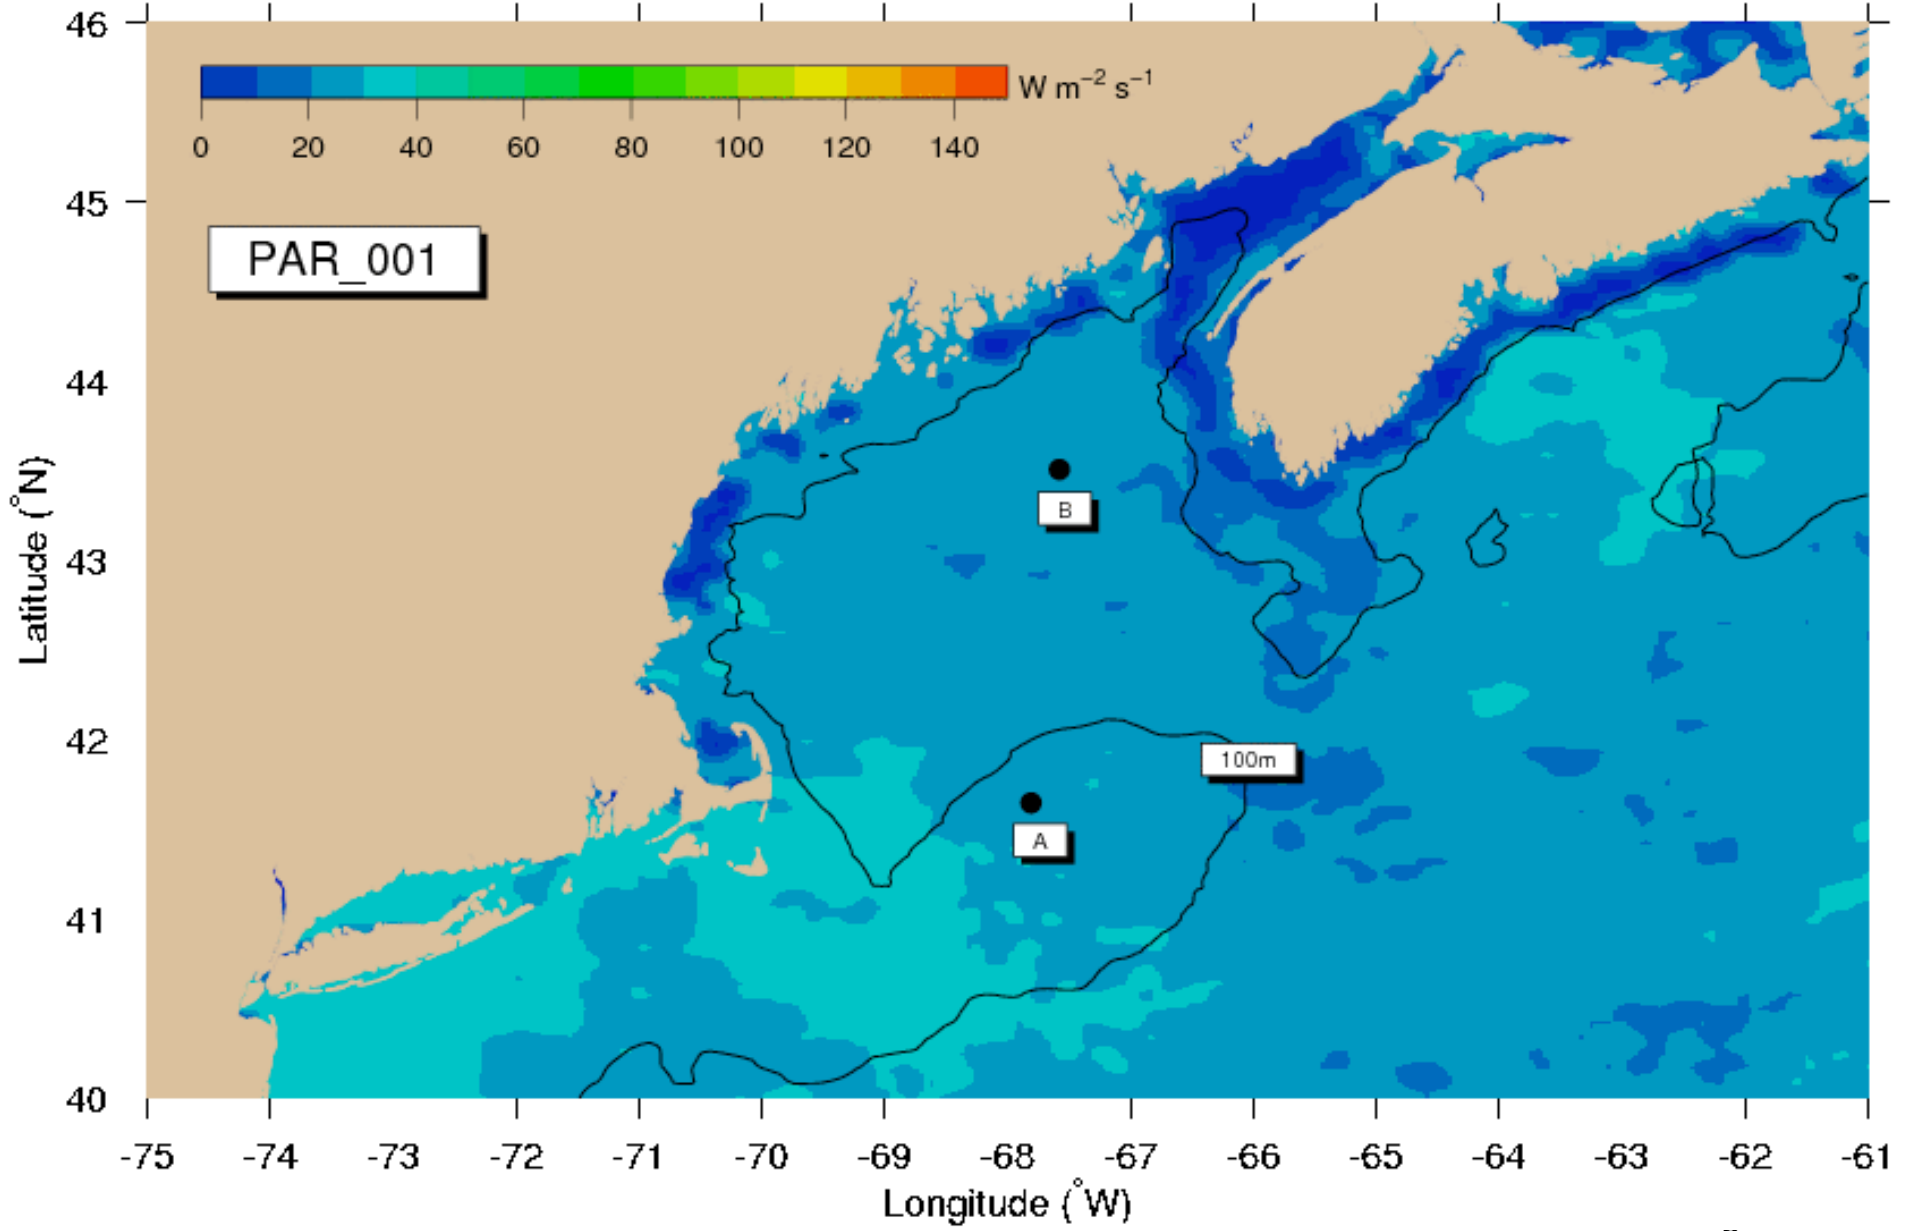 46
W m⁻² s⁻¹
0 20 40 60 80 100 120 140
45
PAR_001
44
B
43
42
100m
A
41
40
-75 -74 -73 -72 -71 -70 -69 -68 -67 -66 -65 -64 -63 -62 -61
Latitude (°N)
Longitude (°W)